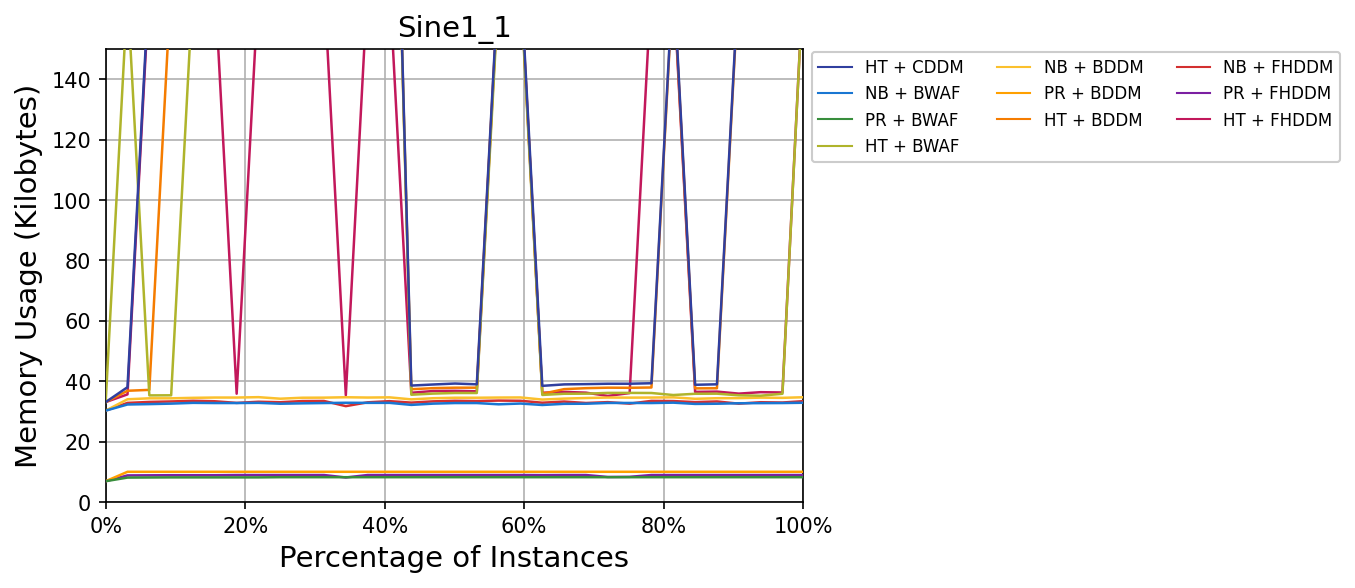 Sine1_1
Memory Usage (Kilobytes)
140
120
100
80
60
40
20
0
0%
20%
40%
60%
80%
100%
Percentage of Instances
HT + CDDM
NB + BWAF
PR + BWAF
HT + BWAF
NB + BDDM
PR + BDDM
HT + BDDM
NB + FHDDM
PR + FHDDM
HT + FHDDM